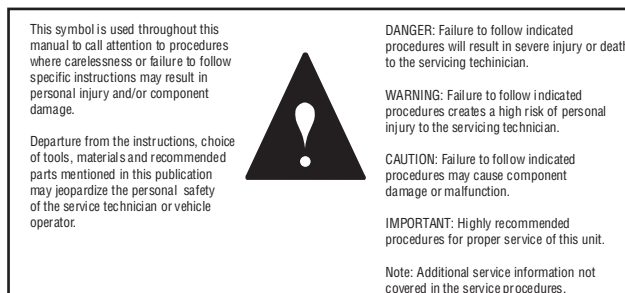 This symbol is used throughout this
manual to call attention to procedures
where carelessness or failure to follow
specific instructions may result in
personal injury and/or component
damage.
Departure from the instructions, choice
of tools, materials and recommended
parts mentioned in this publication
may jeopardize the personal safety
of the service technician or vehicle
operator.
!
DANGER: Failure to follow indicated
procedures will result in severe injury or death
to the servicing techinician.
WARNING: Failure to follow indicated
procedures creates a high risk of personal
injury to the servicing technician.
CAUTION: Failure to follow indicated
procedures may cause component
damage or malfunction.
IMPORTANT: Highly recommended
procedures for proper service of this unit.
Note: Additional service information not
covered in the service procedures.